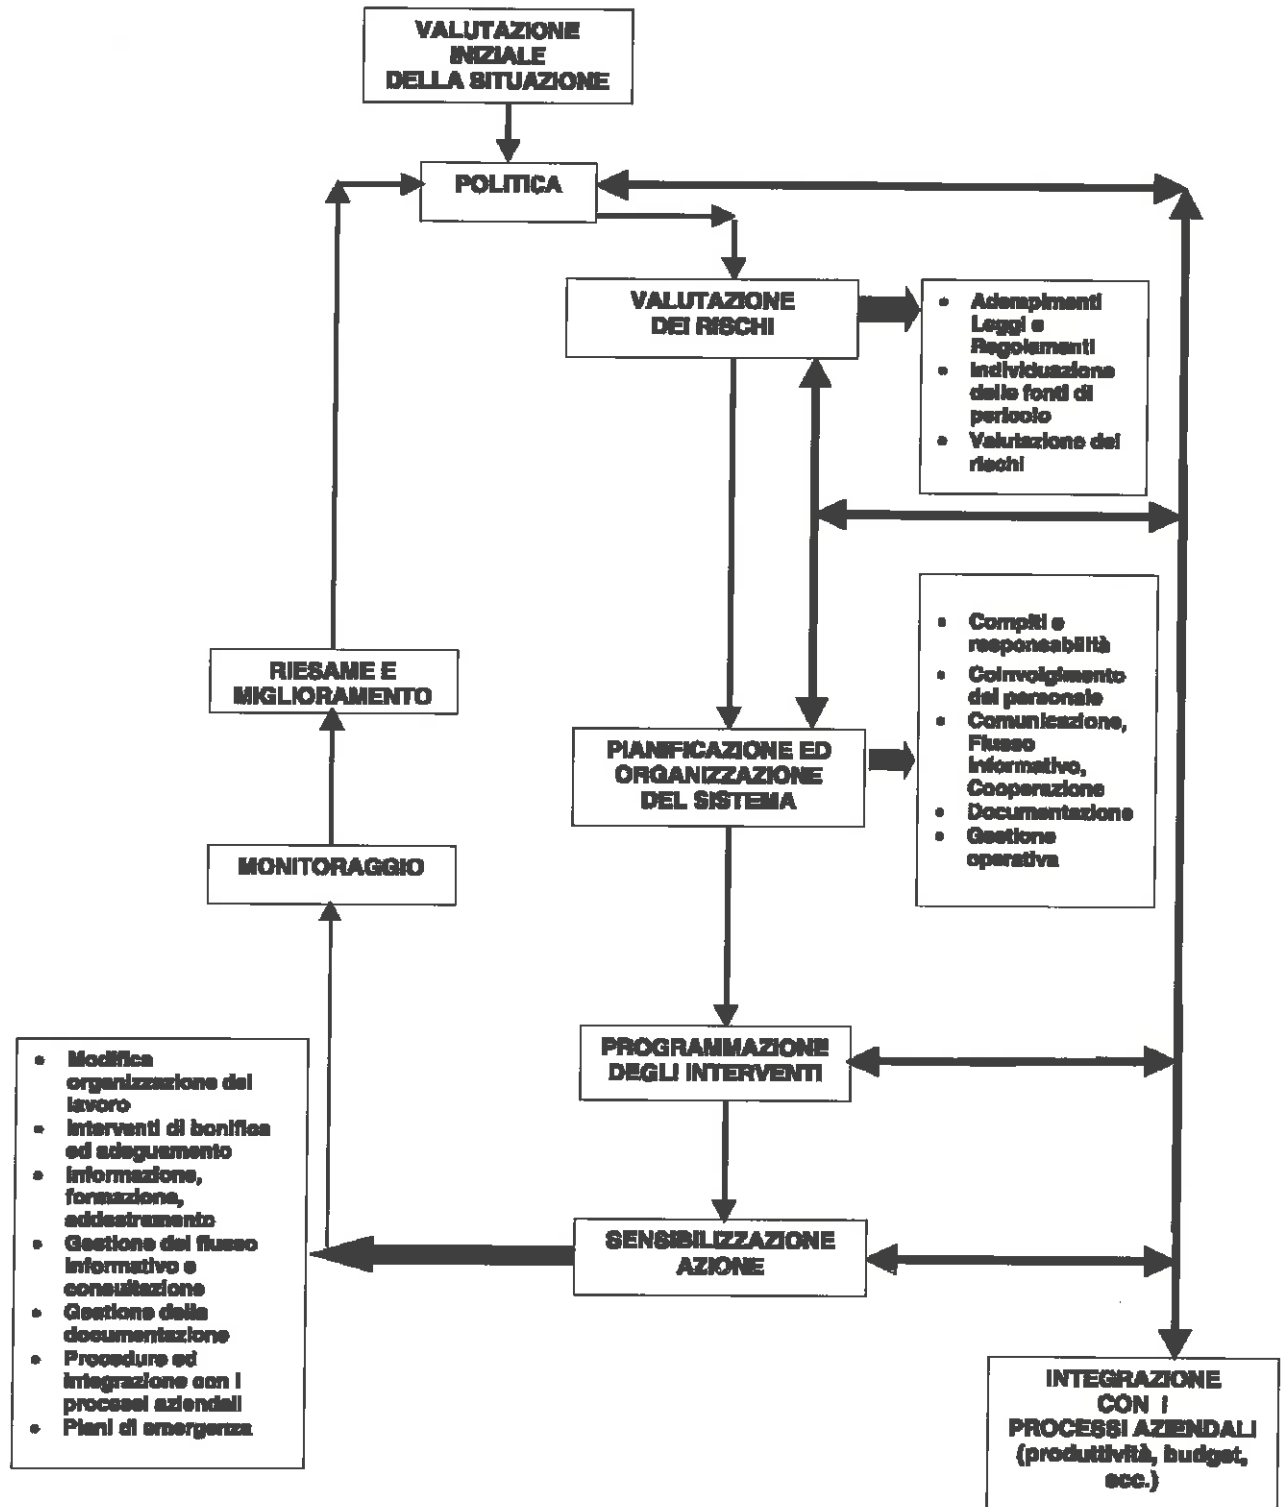 VALUTAZIONE
INIZIALE
DELLA SITUAZIONE
POLITICA
VALUTAZIONE
DEI RISCHI
• Adempimenti
Leggi e
Regolamenti
• Individuazione
delle fonti di
pericolo
• Valutazione dei
rischi
• Compiti e
responsabilità
• Coinvolgimento
del personale
• Comunicazione,
Flusso
Informativo,
Cooperazione
• Documentazione
• Gestione
operativa
RIESAME E
MIGLIORAMENTO
PIANIFICAZIONE ED
ORGANIZZAZIONE
DEL SISTEMA
MONITORAGGIO
PROGRAMMAZIONE
DEGLI INTERVENTI
• Modifica
organizzazione del
lavoro
• Interventi di bonifica
ed adeguamento
• Informazione,
formazione,
addestramento
• Gestione del flusso
Informativo e
consultazione
• Gestione della
documentazione
• Procedure ed
integrazione con i
processi aziendali
• Piani di emergenza
SENSIBILIZZAZIONE
AZIONE
INTEGRAZIONE
CON I
PROCESSI AZIENDALI
(produttività, budget,
ecc.)